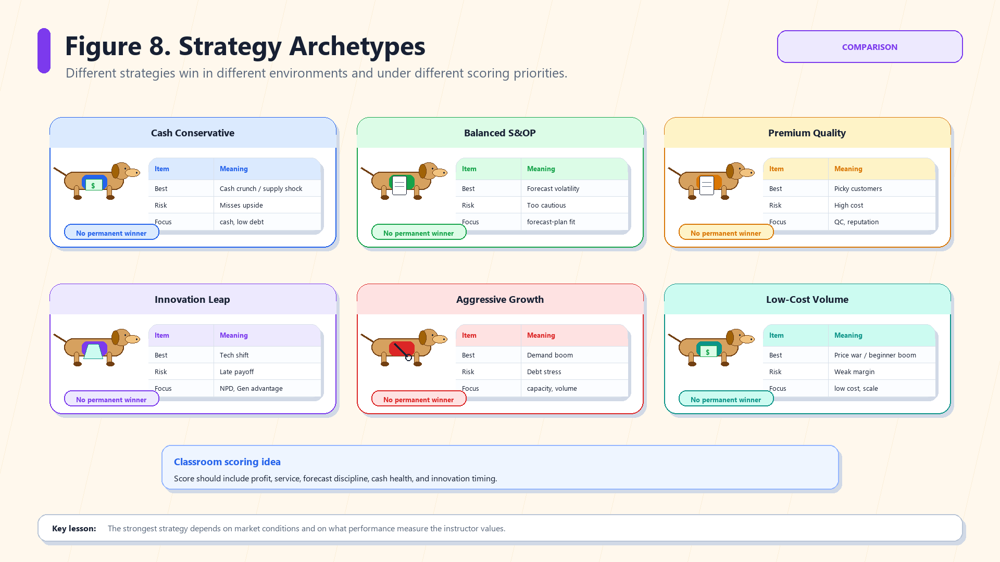 Figure 8. Strategy Archetypes
COMPARISON
Different strategies win in different environments and under different scoring priorities.
Cash Conservative
$
Item Meaning
Best Cash crunch / supply shock
Risk Misses upside
Focus cash, low debt
No permanent winner
Balanced S&OP
Item Meaning
Best Forecast volatility
Risk Too cautious
Focus forecast-plan fit
No permanent winner
Premium Quality
Item Meaning
Best Picky customers
Risk High cost
Focus QC, reputation
No permanent winner
Innovation Leap
Item Meaning
Best Tech shift
Risk Late payoff
Focus NPD, Gen advantage
No permanent winner
Aggressive Growth
Item Meaning
Best Demand boom
Risk Debt stress
Focus capacity, volume
No permanent winner
Low-Cost Volume
$
Item Meaning
Best Price war / beginner boom
Risk Weak margin
Focus low cost, scale
No permanent winner
Classroom scoring idea
Score should include profit, service, forecast discipline, cash health, and innovation timing.
Key lesson: The strongest strategy depends on market conditions and on what performance measure the instructor values.